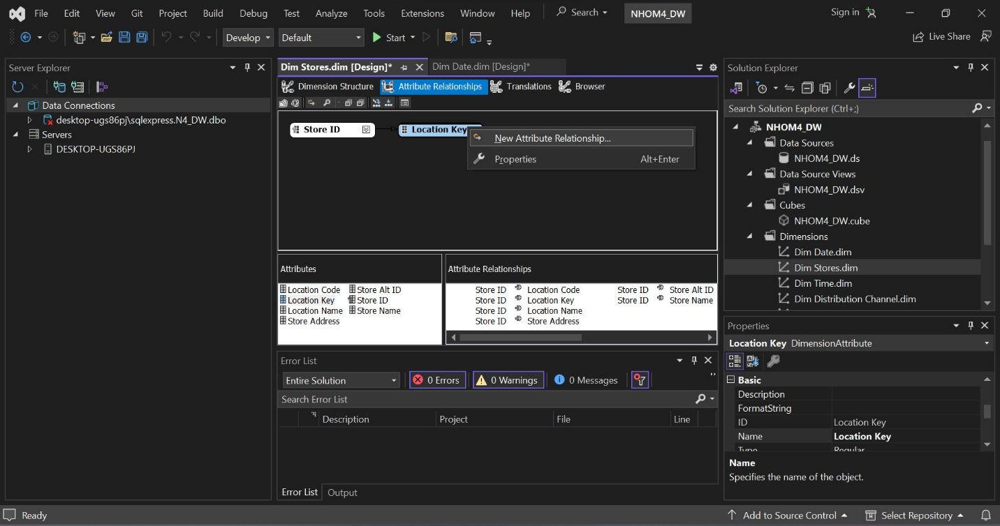 File Edit View Git Project Build Debug Test Analyze Tools Extensions Window Help Search NHOM4_DW Sign in
Develop Default Start Live Share
Server Explorer
Data Connections
desktop-ugs86pj\sqlexpress.N4_DW.dbo
Servers
DESKTOP-UGS86PJ
Dim Stores.dim [Design]* Dim Date.dim [Design]*
Dimension Structure Attribute Relationships Translations Browser
Store ID Location Key
New Attribute Relationship...
Properties Alt+Enter
Attributes
Location Code Store Alt ID
Location Key Store ID
Location Name Store Name
Store Address
Attribute Relationships
Store ID Location Code Store ID Store Alt ID
Store ID Location Key Store ID Store Name
Store ID Location Name
Store ID Store Address
Error List
Entire Solution 0 Errors 0 Warnings 0 Messages
Search Error List
Description Project File Line
Error List Output
Solution Explorer
Search Solution Explorer (Ctrl+;)
NHOM4_DW
Data Sources
NHOM4_DW.ds
Data Source Views
NHOM4_DW.dsv
Cubes
NHOM4_DW.cube
Dimensions
Dim Date.dim
Dim Stores.dim
Dim Time.dim
Dim Distribution Channel.dim
Properties
Location Key DimensionAttribute
Basic
Description
FormatString
ID Location Key
Name Location Key
Type Regular
Name
Specifies the name of the object.
Ready Add to Source Control Select Repository